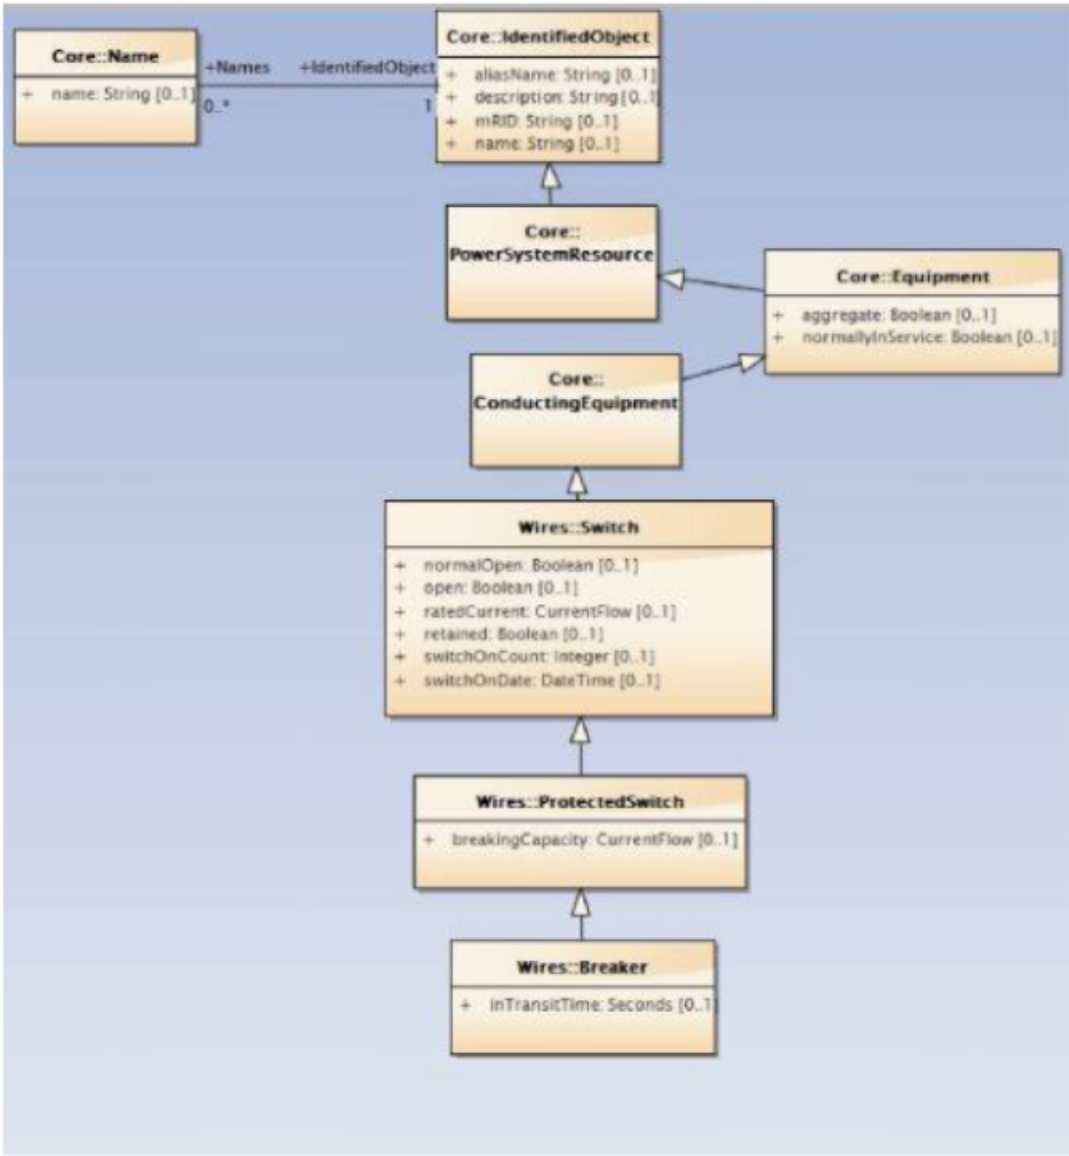 Core::Name
+ name: String [0..1]
+Names +IdentifiedObject
0..* 1
Core::IdentifiedObject
+ aliasName: String [0..1]
+ description: String [0..1]
+ mRID: String [0..1]
+ name: String [0..1]
Core::
PowerSystemResource
Core::Equipment
+ aggregate: Boolean [0..1]
+ normallyInService: Boolean [0..1]
Core::
ConductingEquipment
Wires::Switch
+ normalOpen: Boolean [0..1]
+ open: Boolean [0..1]
+ ratedCurrent: CurrentFlow [0..1]
+ retained: Boolean [0..1]
+ switchOnCount: Integer [0..1]
+ switchOnDate: DateTime [0..1]
Wires::ProtectedSwitch
+ breakingCapacity: CurrentFlow [0..1]
Wires::Breaker
+ inTransitTime: Seconds [0..1]